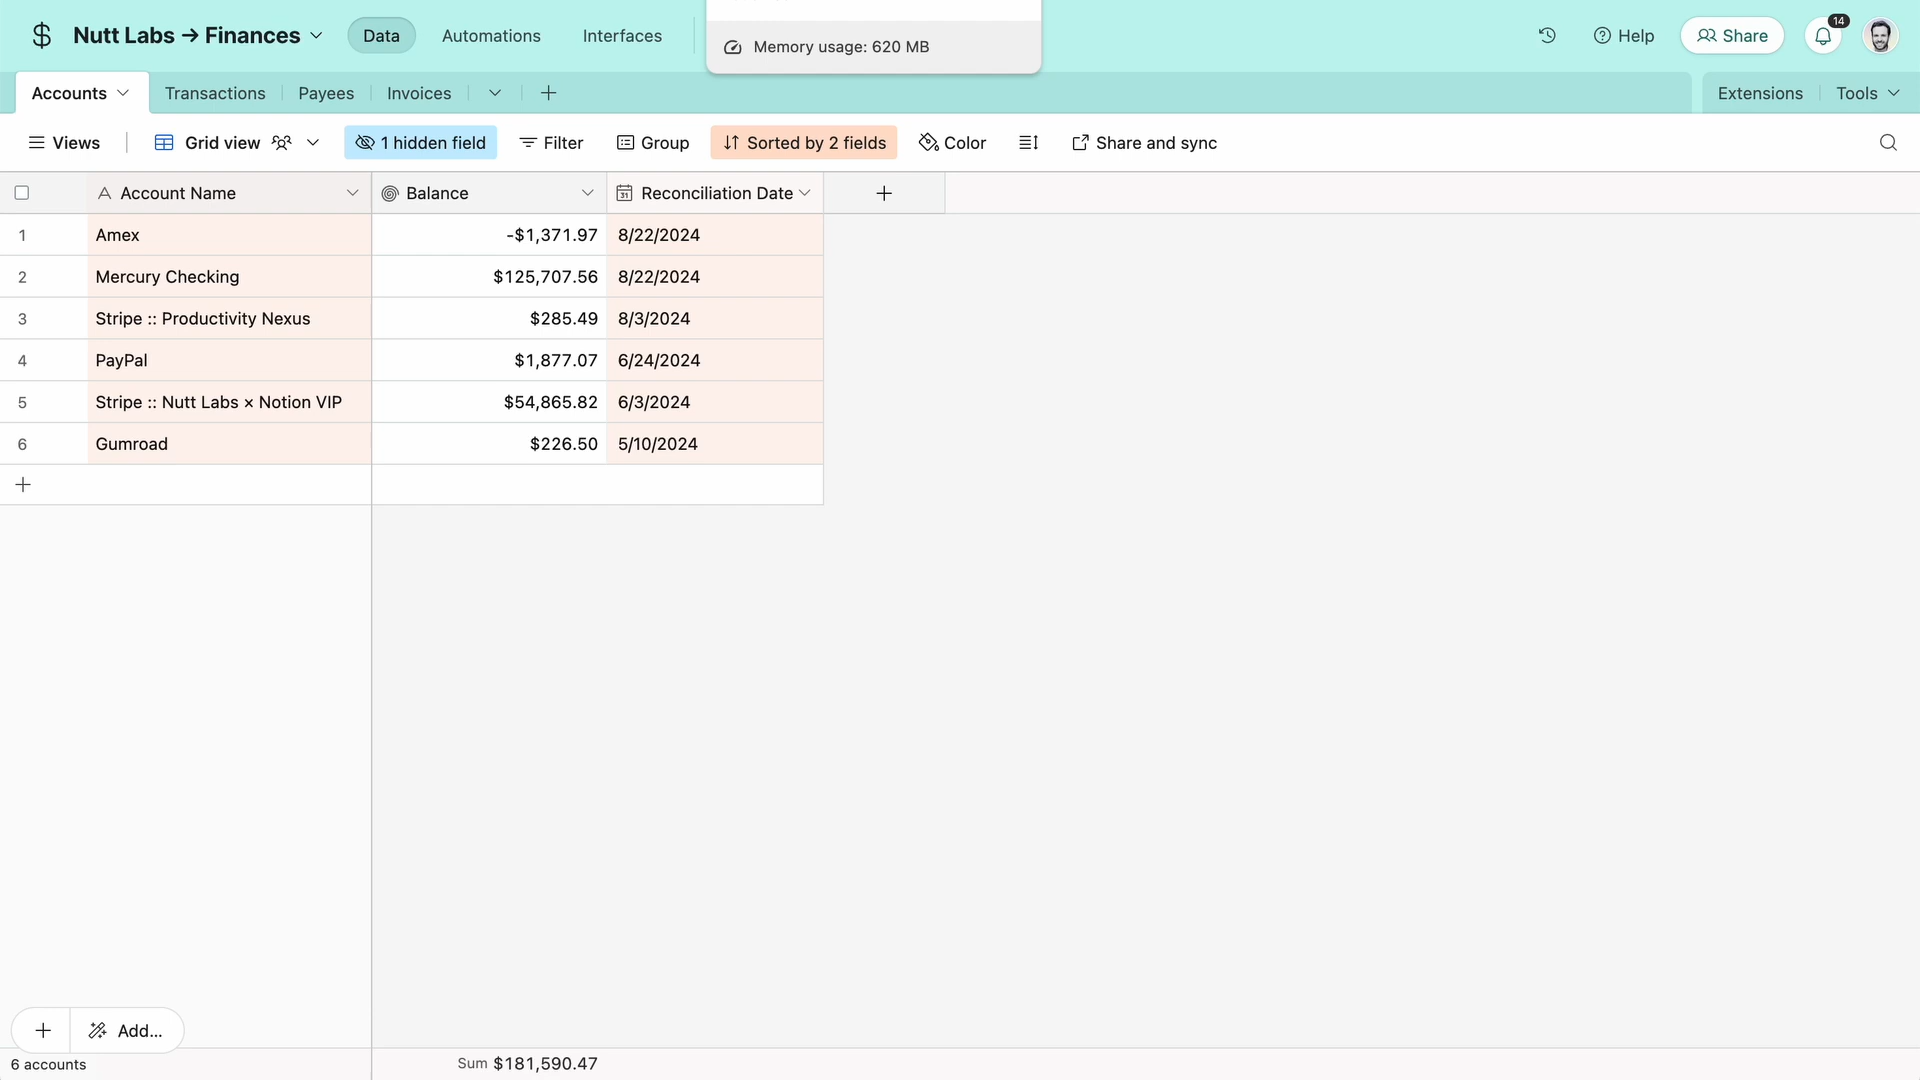 Nutt Labs → Finances
Data
Automations
Interfaces
Memory usage: 620 MB
Help
Share
14
Accounts
Transactions
Payees
Invoices
Extensions
Tools
Views
Grid view
1 hidden field
Filter
Group
Sorted by 2 fields
Color
Share and sync
Account Name
Balance
31
Reconciliation Date
1 Amex -$1,371.97 8/22/2024
2 Mercury Checking $125,707.56 8/22/2024
3 Stripe :: Productivity Nexus $285.49 8/3/2024
4 PayPal $1,877.07 6/24/2024
5 Stripe :: Nutt Labs × Notion VIP $54,865.82 6/3/2024
6 Gumroad $226.50 5/10/2024
Add...
6 accounts
Sum $181,590.47